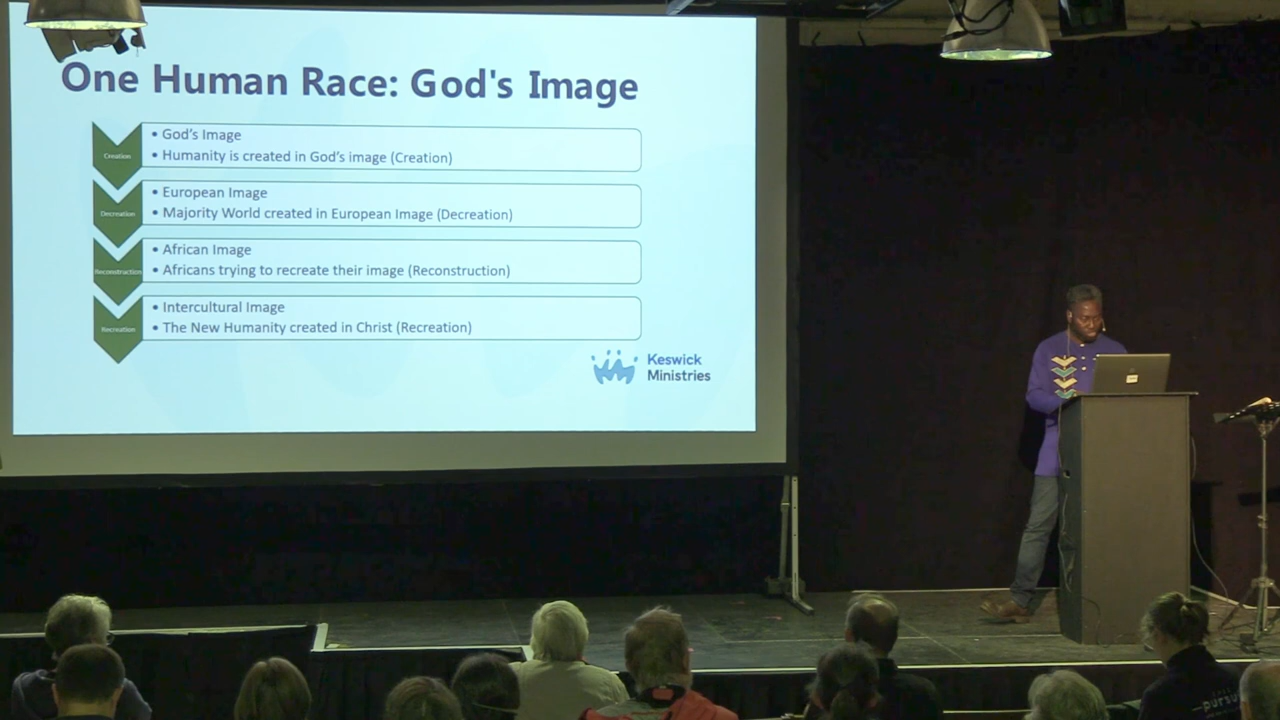 One Human Race: God's Image
Creation
• God's Image
• Humanity is created in God's image (Creation)
Decreation
• European Image
• Majority World created in European Image (Decreation)
Reconstruction
• African Image
• Africans trying to recreate their image (Reconstruction)
Recreation
• Intercultural Image
• The New Humanity created in Christ (Recreation)
Keswick
Ministries